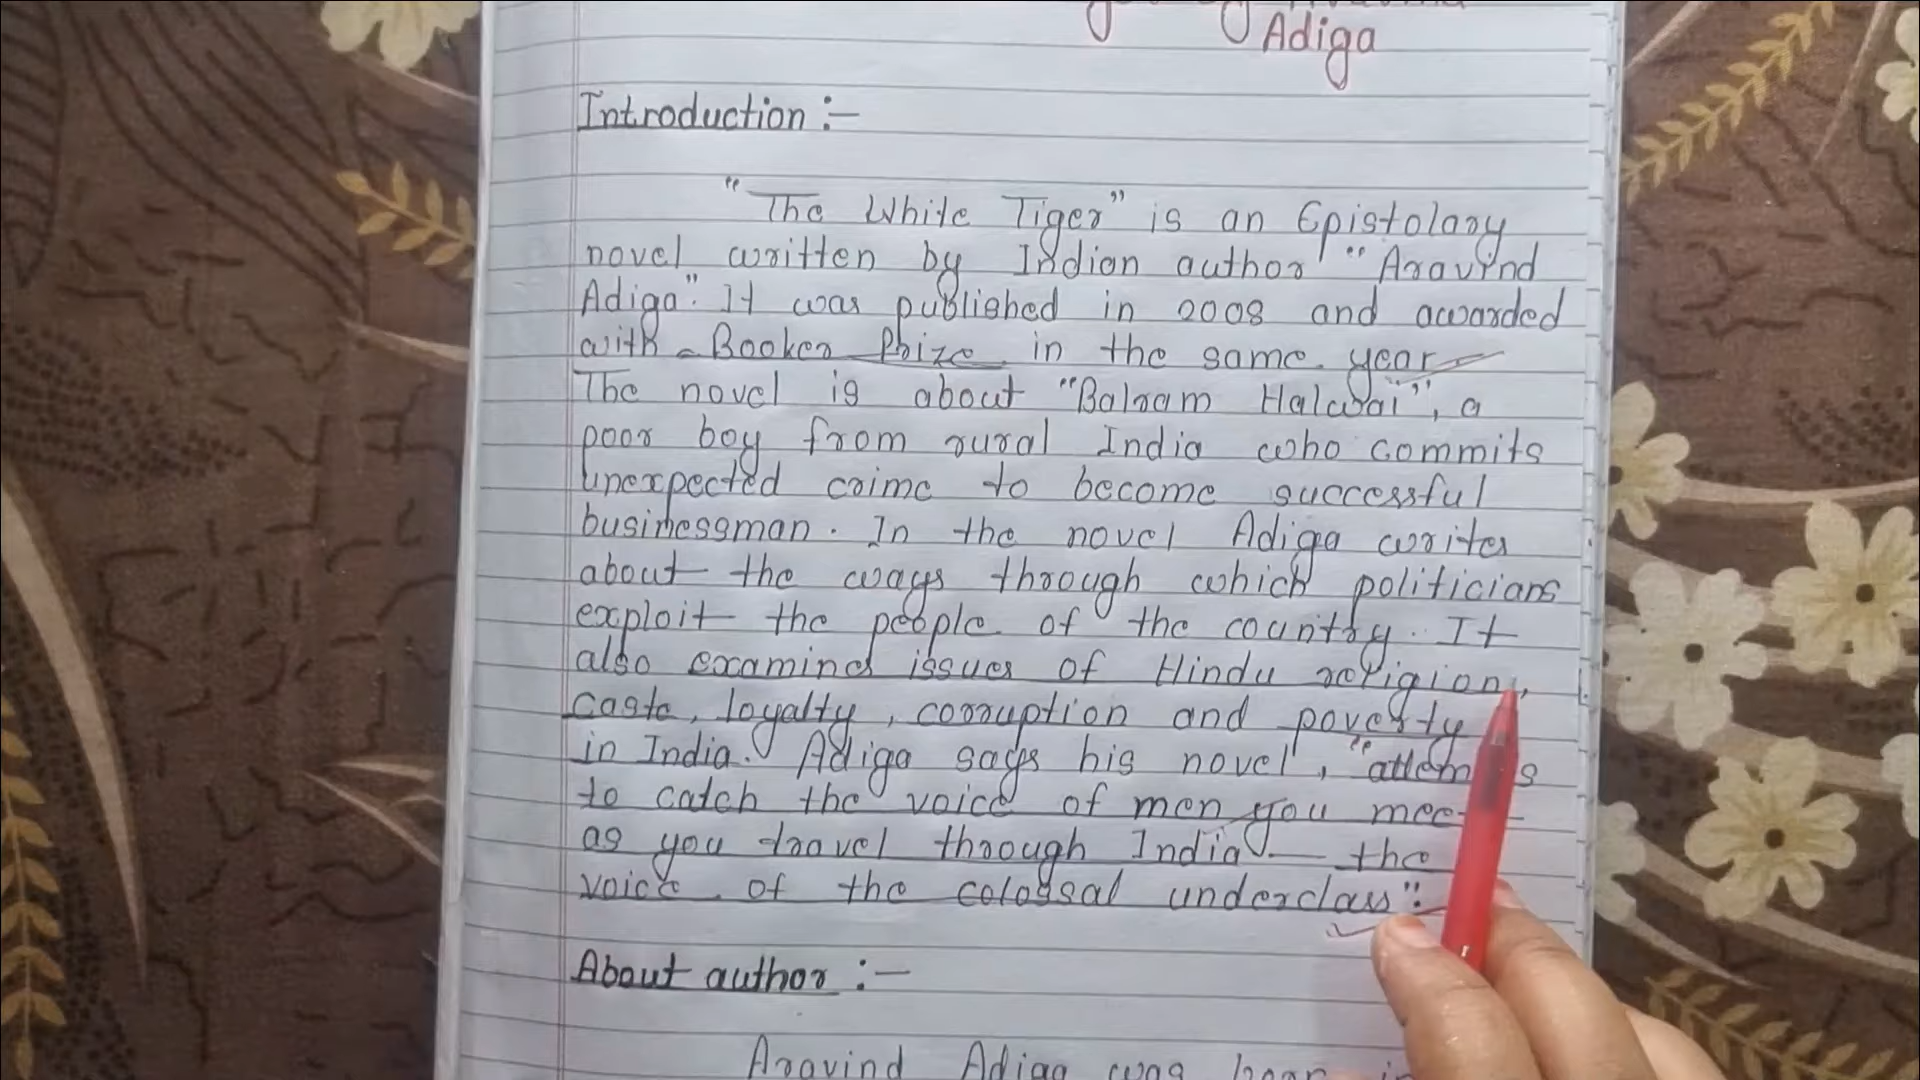 Adiga
Introduction :-
"The White Tiger" is an Epistolary
novel written by Indian author "Aravind
Adiga". It was published in 2008 and awarded
with Booker Prize in the same year
The novel is about "Balram Halwai", a
poor boy from rural India who commits
unexpected crime to become successful
businessman. In the novel Adiga writes
about the ways through which politicians
exploit the people of the country. It
also examines issues of Hindu religion,
caste, loyalty, corruption and poverty
in India. Adiga says his novel, "attempts
to catch the voice of men you meet
as you travel through India — the
voice of the colossal underclass".
About author :-
Aravind Adiga was born in